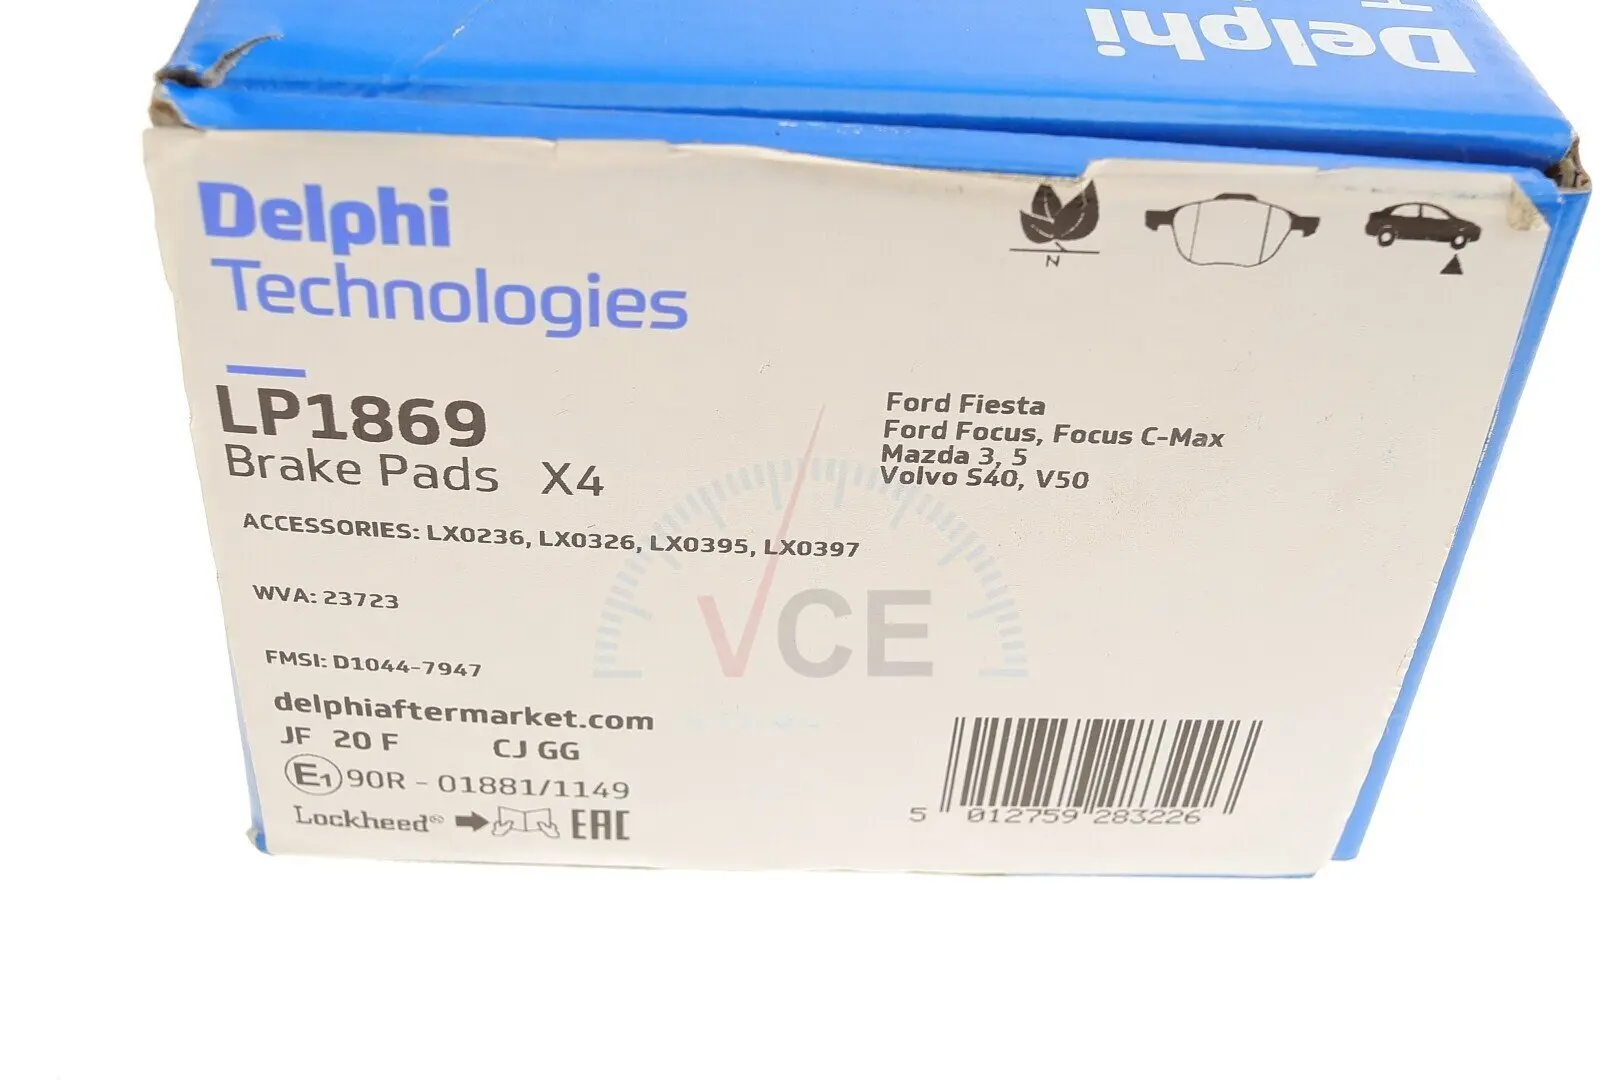 Delphi
Delphi
Technologies
N
LP1869
Brake Pads X4
Ford Fiesta
Ford Focus, Focus C-Max
Mazda 3, 5
Volvo S40, V50
ACCESSORIES: LX0236, LX0326, LX0395, LX0397
WVA: 23723
VCE
FMSI: D1044-7947
delphiaftermarket.com
JF 20 F CJ GG
E1 90R - 01881/1149
Lockheed® EAC
5 012759 283226